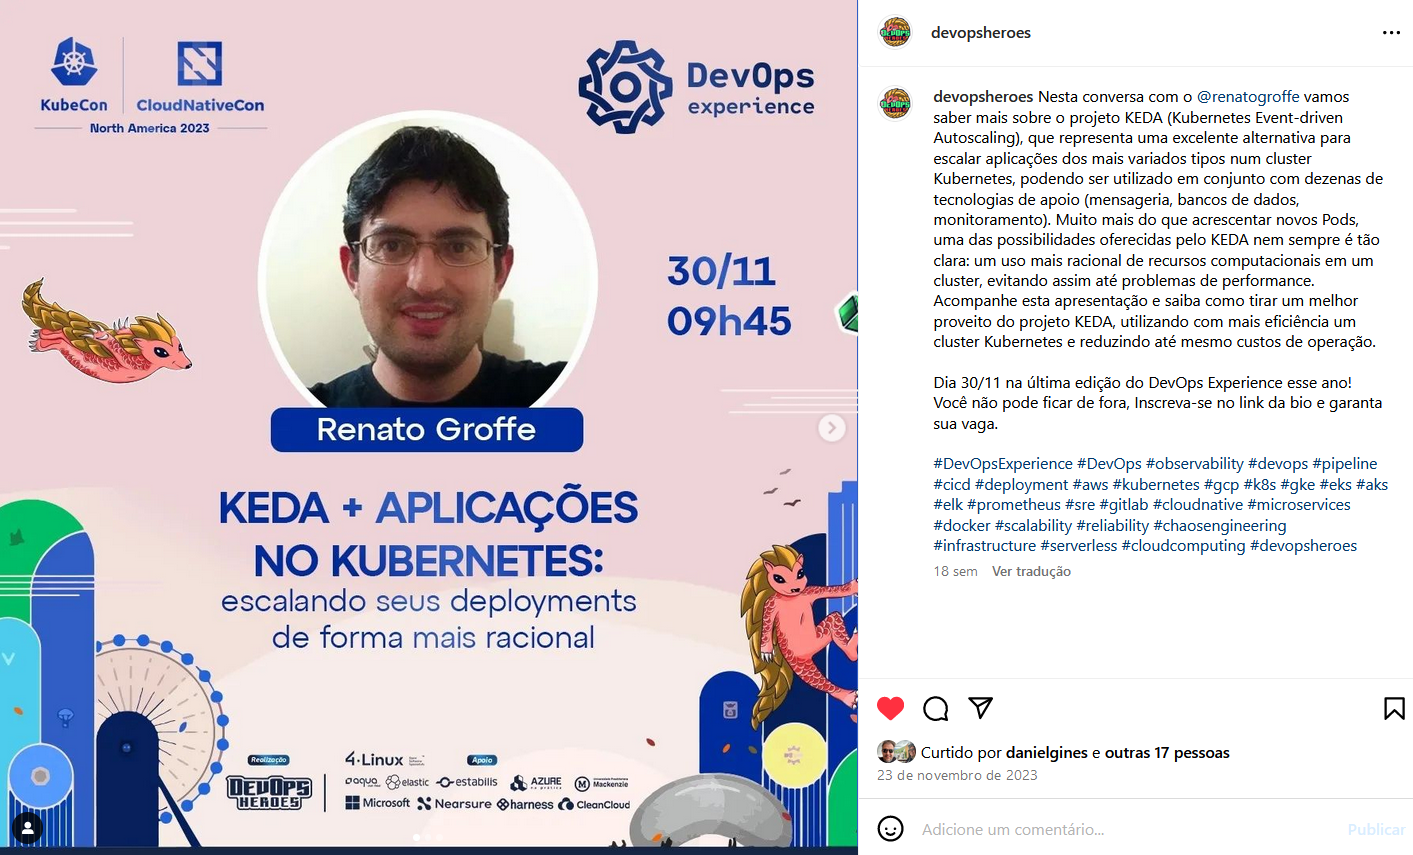 KubeCon
CloudNativeCon
North America 2023
DevOps
experience
30/11
09h45
Renato Groffe
KEDA + APLICAÇÕES
NO KUBERNETES:
escalando seus deployments
de forma mais racional
Realização
DEVOPS
HEROES
4·Linux
Apoio
aqua
elastic
estabilis
AZURE
na prática
Mackenzie
Microsoft
Nearsure
harness
CleanCloud
devopsheroes
devopsheroes Nesta conversa com o @renatogroffe vamos
saber mais sobre o projeto KEDA (Kubernetes Event-driven
Autoscaling), que representa uma excelente alternativa para
escalar aplicações dos mais variados tipos num cluster
Kubernetes, podendo ser utilizado em conjunto com dezenas de
tecnologias de apoio (mensageria, bancos de dados,
monitoramento). Muito mais do que acrescentar novos Pods,
uma das possibilidades oferecidas pelo KEDA nem sempre é tão
clara: um uso mais racional de recursos computacionais em um
cluster, evitando assim até problemas de performance.
Acompanhe esta apresentação e saiba como tirar um melhor
proveito do projeto KEDA, utilizando com mais eficiência um
cluster Kubernetes e reduzindo até mesmo custos de operação.
Dia 30/11 na última edição do DevOps Experience esse ano!
Você não pode ficar de fora, Inscreva-se no link da bio e garanta
sua vaga.
#DevOpsExperience #DevOps #observability #devops #pipeline
#cicd #deployment #aws #kubernetes #gcp #k8s #gke #eks #aks
#elk #prometheus #sre #gitlab #cloudnative #microservices
#docker #scalability #reliability #chaosengineering
#infrastructure #serverless #cloudcomputing #devopsheroes
18 sem Ver tradução
Curtido por danielgines e outras 17 pessoas
23 de novembro de 2023
Adicione um comentário...
Publicar